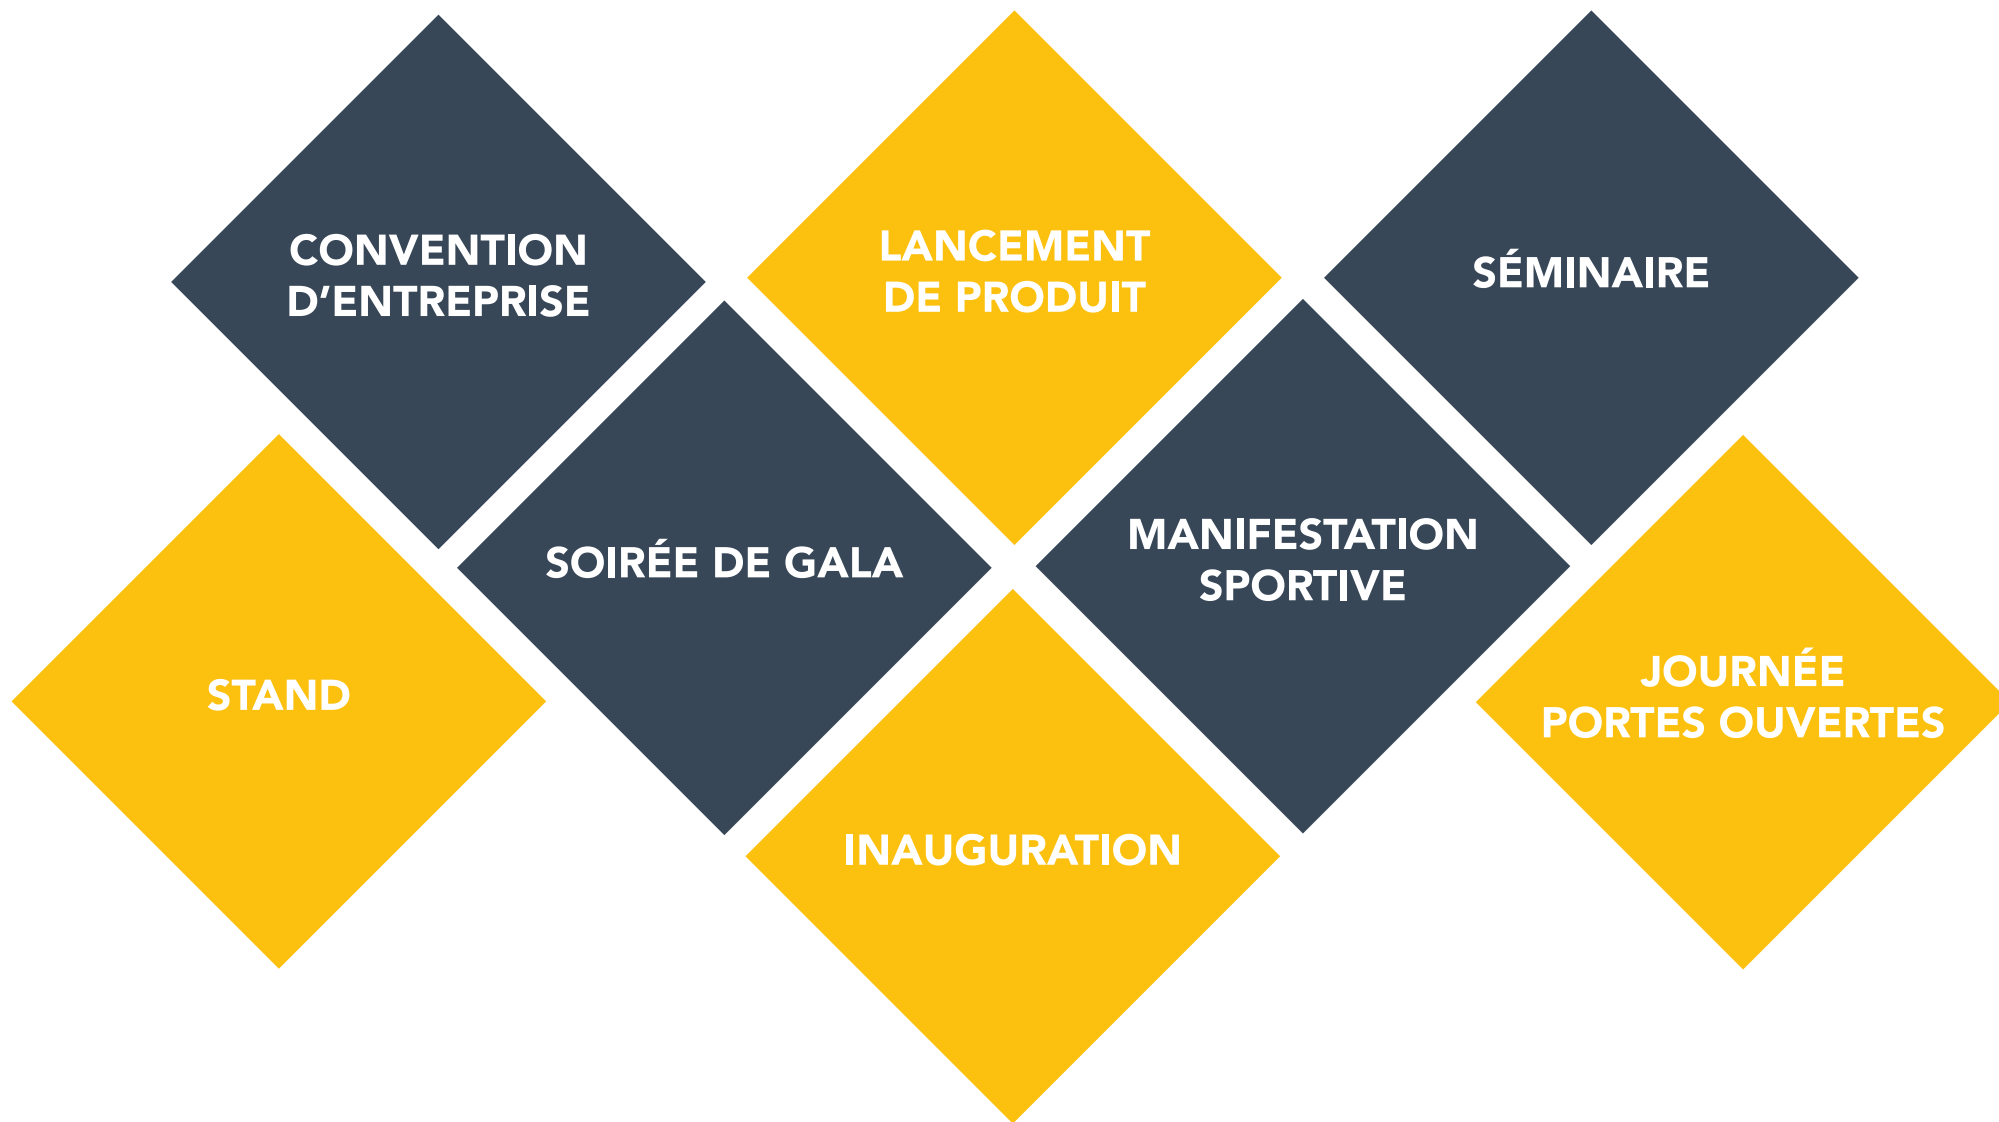 CONVENTION
D’ENTREPRISE
LANCEMENT
DE PRODUIT
SÉMINAIRE
SOIRÉE DE GALA
MANIFESTATION
SPORTIVE
STAND
JOURNÉE
PORTES OUVERTES
INAUGURATION